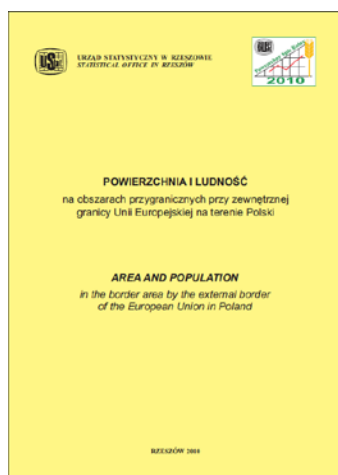 URZĄD STATYSTYCZNY W RZESZOWIE
STATISTICAL OFFICE IN RZESZÓW
2010
POWIERZCHNIA I LUDNOŚĆ
na obszarach przygranicznych przy zewnętrznej
granicy Unii Europejskiej na terenie Polski
AREA AND POPULATION
in the border area by the external border
of the European Union in Poland
RZESZÓW 2010